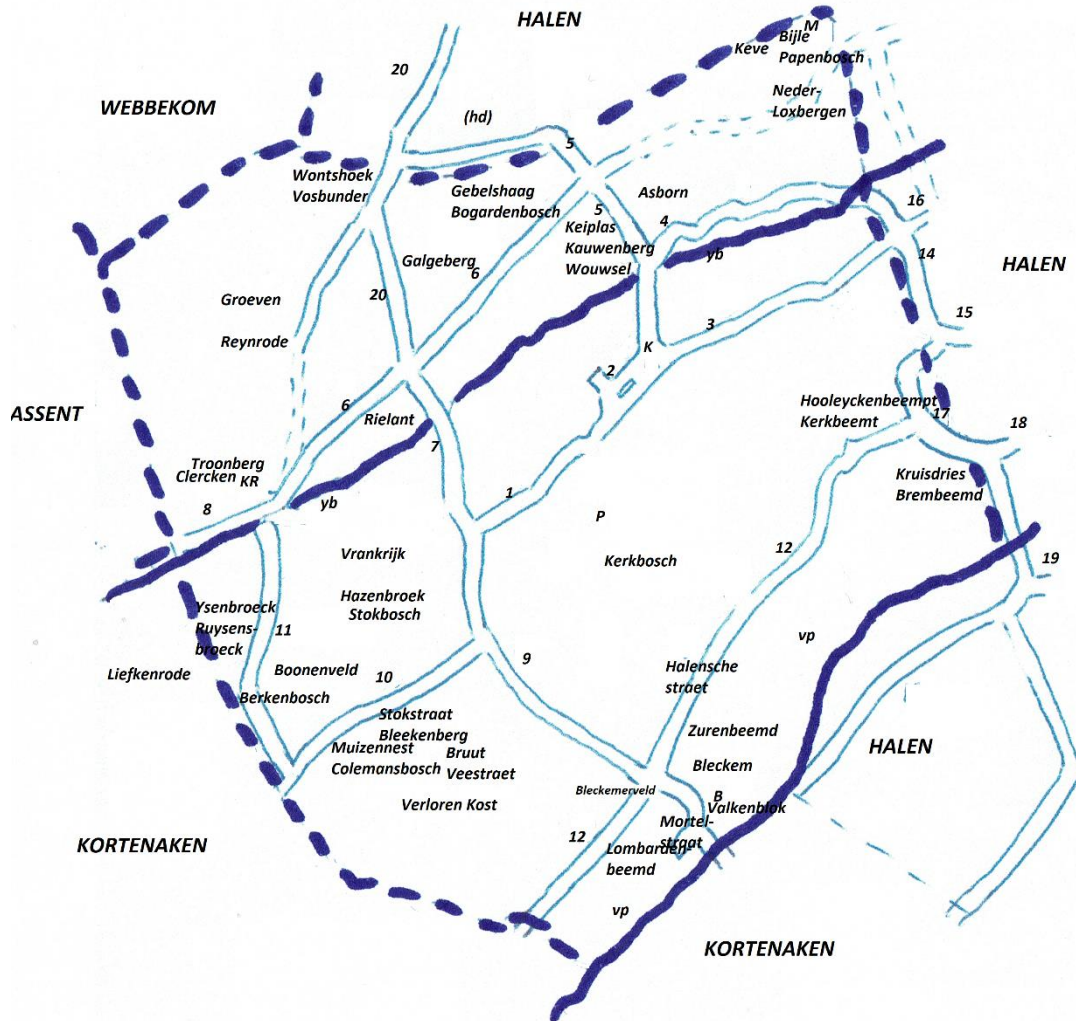 HALEN
M
Bijle
Keve
Papenbosch
20
WEBBEKOM
Neder-
Loxbergen
(hd)
5
Wontshoek
Vosbunder
Gebelshaag
Bogardenbosch
Asborn
16
5
4
Keiplas
Kauwenberg
Wouwsel
yb
14
HALEN
Galgeberg
6
20
Groeven
Reynrode
15
3
K
2
ASSENT
6
Rielant
7
Hooleyckenbeempt
Kerkbeemt
17
18
Troonberg
Clercken
KR
Kruisdries
Brembeemd
8
yb
1
P
12
Vrankrijk
Kerkbosch
19
Hazenbroek
Stokbosch
Ysenbroeck
Ruysens-
broeck
11
vp
Liefkenrode
Boonenveld
10
9
Halensche
straet
Berkenbosch
Stokstraat
Bleekenberg
Zurenbeemd
HALEN
Muizennest
Colemansbosch
Bruut
Veestraet
Bleckem
Bleckemerveld
B
Valkenblok
Verloren Kost
Mortel-
straat
12
KORTENAKEN
Lombarden-
beemd
vp
KORTENAKEN